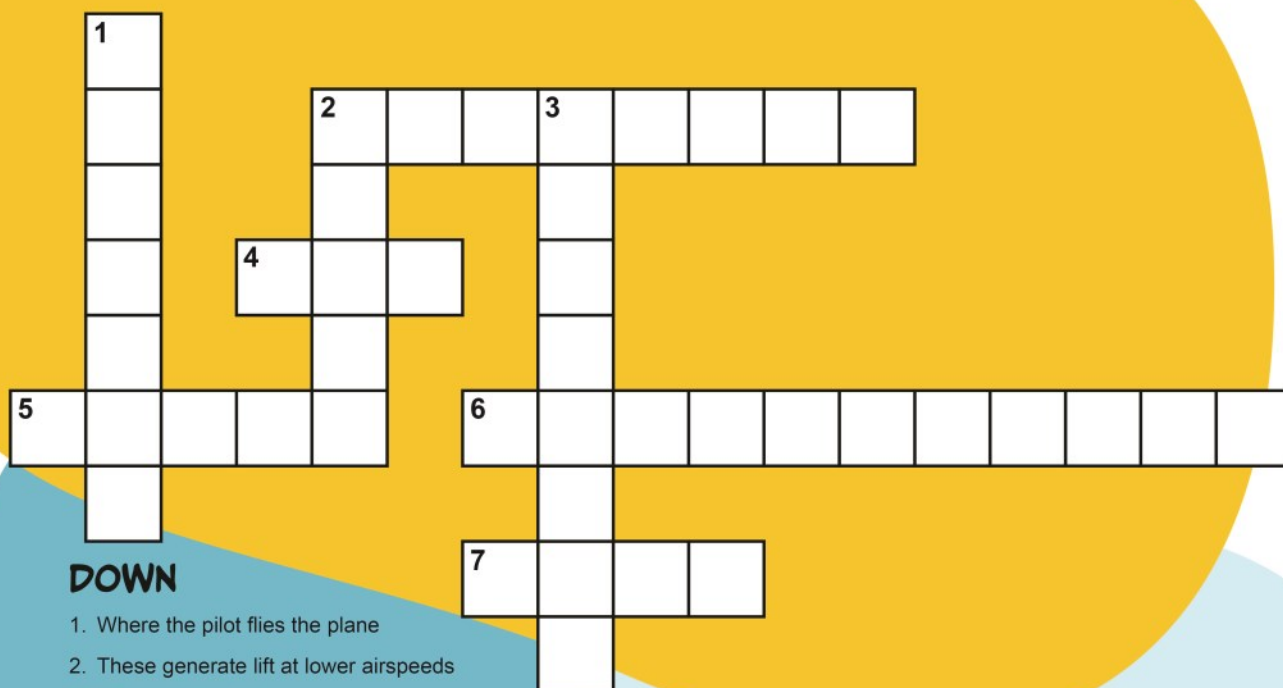 1
2 3
4
5 6
7
DOWN
1. Where the pilot flies the plane
2. These generate lift at lower airspeeds